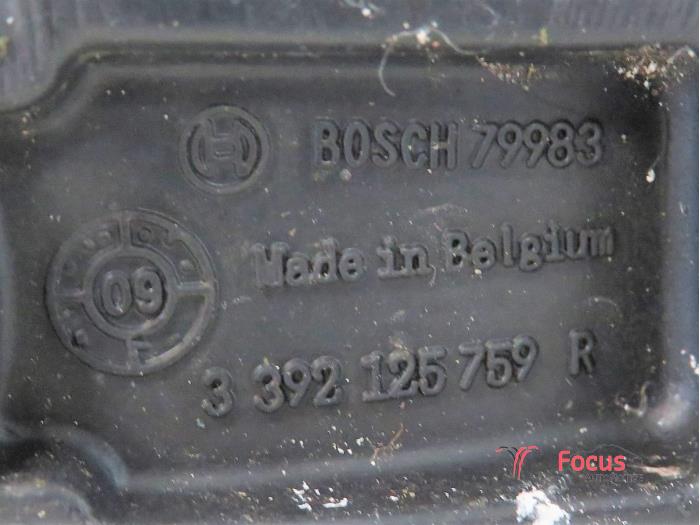 BOSCH 79983
Made in Belgium
09
F
3 392 125 759 R
Focus